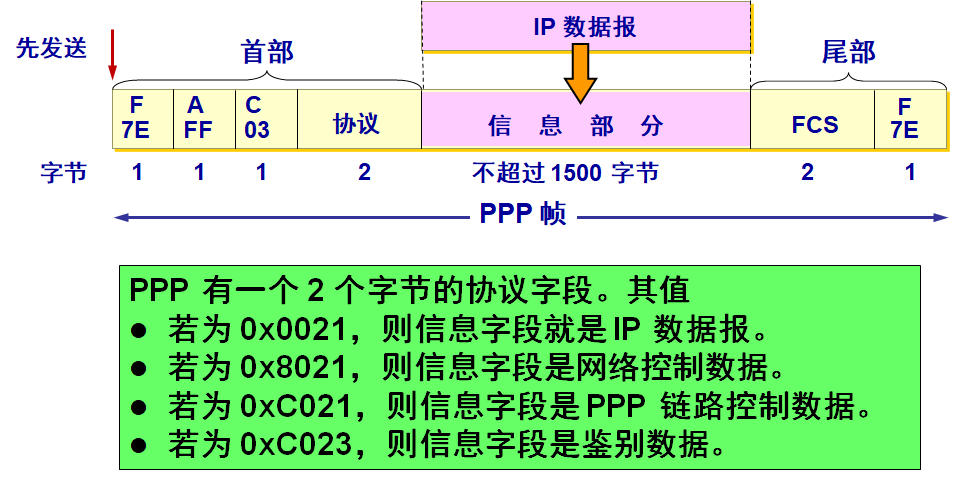 IP 数据报
先发送
首部
尾部
F 7E
A FF
C 03
协议
信 息 部 分
FCS
F 7E
字节
1
1
1
2
不超过 1500 字节
2
1
PPP 帧
PPP 有一个 2 个字节的协议字段。其值
● 若为 0x0021，则信息字段就是 IP 数据报。
● 若为 0x8021，则信息字段是网络控制数据。
● 若为 0xC021，则信息字段是 PPP 链路控制数据。
● 若为 0xC023，则信息字段是鉴别数据。